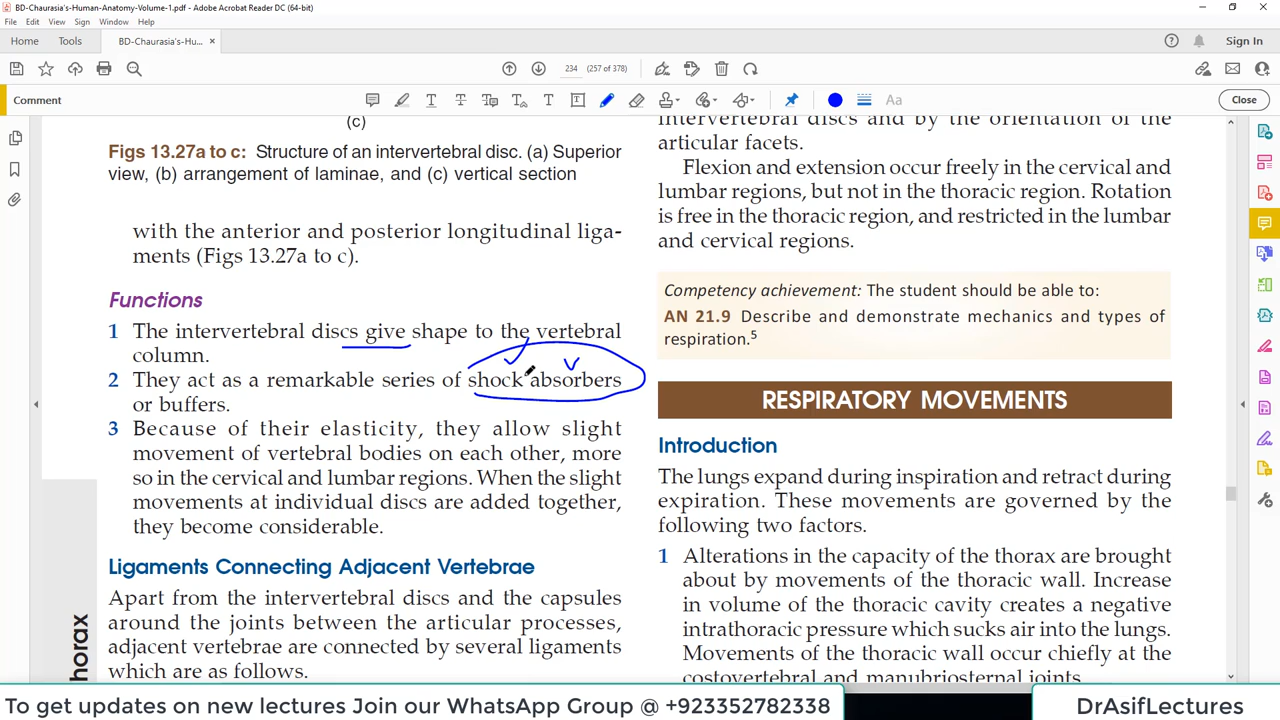 BD-Chaurasia's-Human-Anatomy-Volume-1.pdf - Adobe Acrobat Reader DC (64-bit)
File Edit View Sign Window Help
Home Tools BD-Chaurasia's-Hu... ×
Sign In
234 (257 of 378)
Comment
Aa
Close
(c)
Figs 13.27a to c: Structure of an intervertebral disc. (a) Superior
view, (b) arrangement of laminae, and (c) vertical section
with the anterior and posterior longitudinal liga-
ments (Figs 13.27a to c).
Functions
1 The intervertebral discs give shape to the vertebral
column.
2 They act as a remarkable series of shock absorbers
or buffers.
3 Because of their elasticity, they allow slight
movement of vertebral bodies on each other, more
so in the cervical and lumbar regions. When the slight
movements at individual discs are added together,
they become considerable.
Ligaments Connecting Adjacent Vertebrae
Apart from the intervertebral discs and the capsules
around the joints between the articular processes,
adjacent vertebrae are connected by several ligaments
which are as follows.
horax
intervertebral discs and by the orientation of the
articular facets.
Flexion and extension occur freely in the cervical and
lumbar regions, but not in the thoracic region. Rotation
is free in the thoracic region, and restricted in the lumbar
and cervical regions.
Competency achievement: The student should be able to:
AN 21.9 Describe and demonstrate mechanics and types of
respiration.5
RESPIRATORY MOVEMENTS
Introduction
The lungs expand during inspiration and retract during
expiration. These movements are governed by the
following two factors.
1 Alterations in the capacity of the thorax are brought
about by movements of the thoracic wall. Increase
in volume of the thoracic cavity creates a negative
intrathoracic pressure which sucks air into the lungs.
Movements of the thoracic wall occur chiefly at the
costovertebral and manubriosternal joints.
To get updates on new lectures Join our WhatsApp Group @ +923352782338
DrAsifLectures